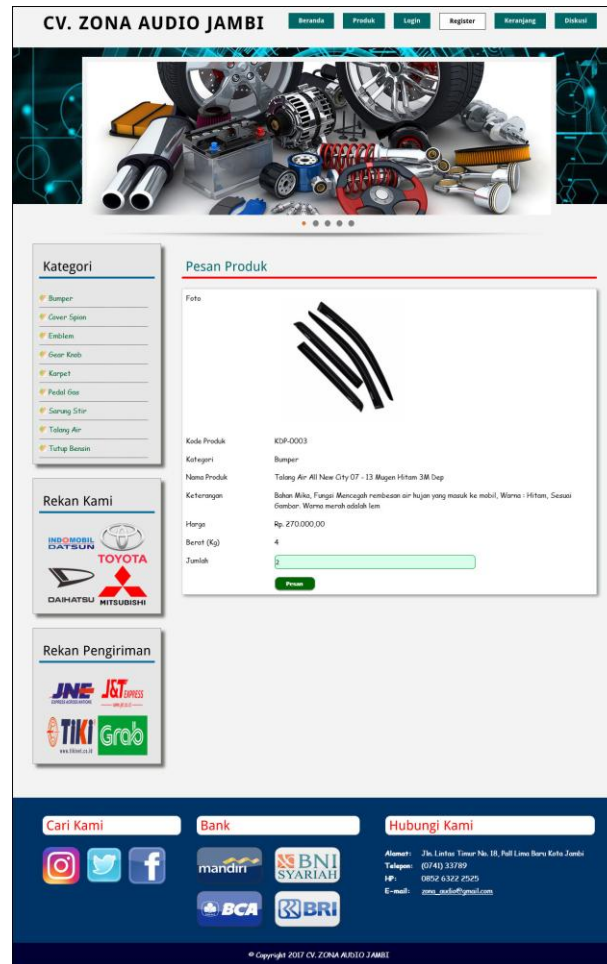 CV. ZONA AUDIO JAMBI
Beranda
Produk
Login
Register
Keranjang
Diskusi
Kategori
Bumper
Cover Spion
Emblem
Gear Knob
Karpet
Pedal Gas
Sarung Stir
Talang Air
Tutup Bensin
Rekan Kami
INDOMOBIL
DATSUN
TOYOTA
DAIHATSU
MITSUBISHI
Rekan Pengiriman
JNE
EXPRESS ACROSS NATIONS
J&T EXPRESS
TIKI
Grab
Pesan Produk
Foto
Kode Produk KDP-0003
Kategori Bumper
Nama Produk Talang Air All New City 07 - 13 Mugen Hitam 3M Dep
Keterangan Bahan Mika, Fungsi Mencegah rembesan air hujan yang masuk ke mobil, Warna : Hitam, Sesuai
Gambar. Warna merah adalah lem
Harga Rp. 270.000,00
Berat (Kg) 4
Jumlah 2
Pesan
Cari Kami
Bank
mandiri
BNI
SYARIAH
BCA
BRI
Hubungi Kami
Alamat: Jln. Lintas Timur No. 18, Pall Lima Baru Kota Jambi
Telepon: (0741) 33789
HP: 0852 6322 2525
E-mail: zona_audio@gmail.com
© Copyright 2017 CV. ZONA AUDIO JAMBI